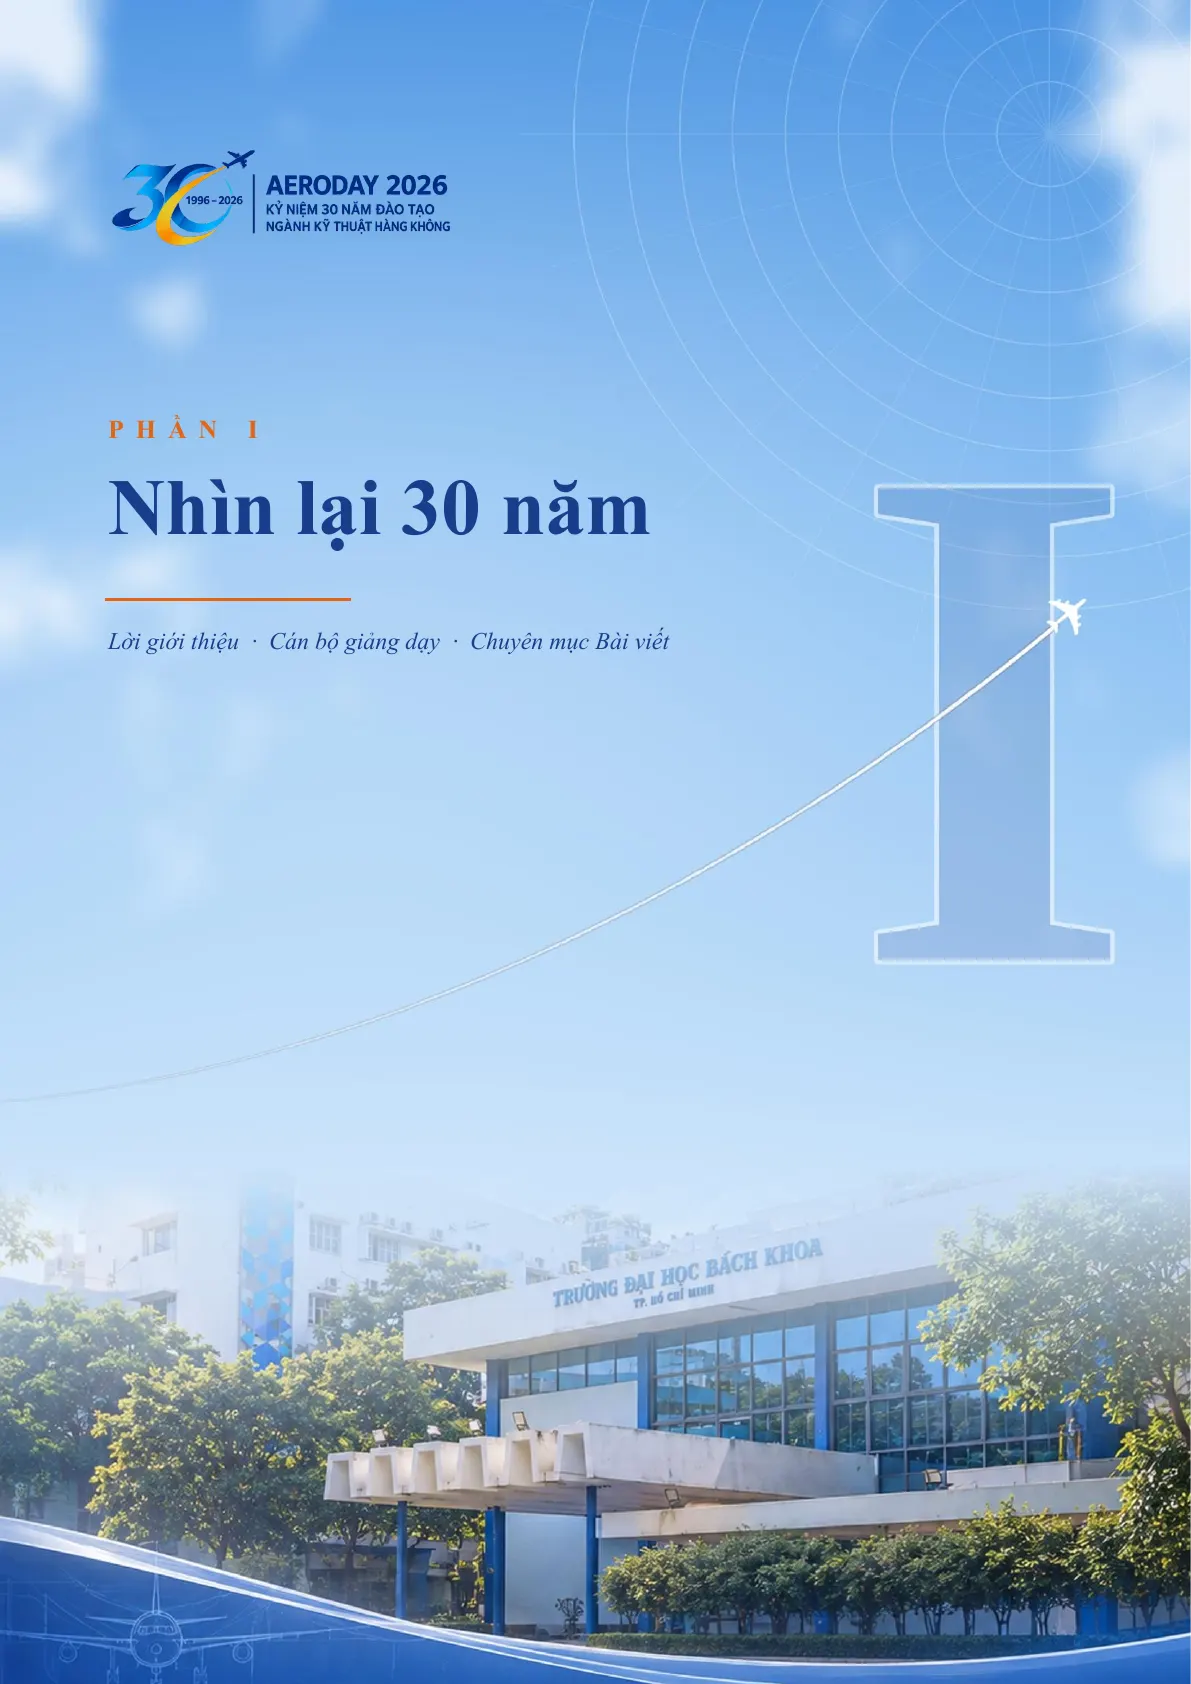 30
1996 – 2026
AERODAY 2026
KỶ NIỆM 30 NĂM ĐÀO TẠO
NGÀNH KỸ THUẬT HÀNG KHÔNG
PHẦN I
Nhìn lại 30 năm
Lời giới thiệu · Cán bộ giảng dạy · Chuyên mục Bài viết
I
TRƯỜNG ĐẠI HỌC BÁCH KHOA
TP. HỒ CHÍ MINH